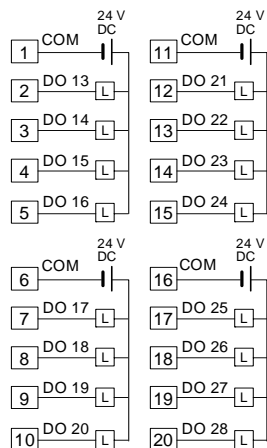 24 V
DC
1 COM
2 DO 13 L
3 DO 14 L
4 DO 15 L
5 DO 16 L
24 V
DC
11 COM
12 DO 21 L
13 DO 22 L
14 DO 23 L
15 DO 24 L
24 V
DC
6 COM
7 DO 17 L
8 DO 18 L
9 DO 19 L
10 DO 20 L
24 V
DC
16 COM
17 DO 25 L
18 DO 26 L
19 DO 27 L
20 DO 28 L